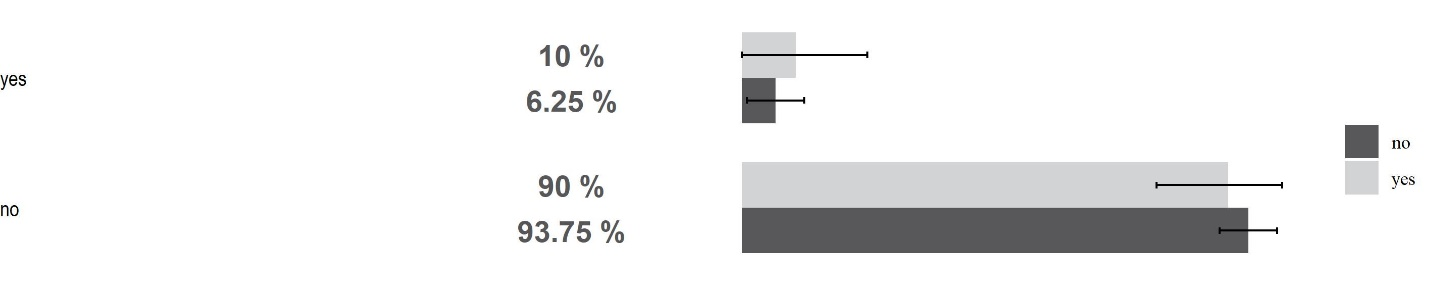 10 %
yes
6.25 %
no
yes
90 %
no
93.75 %